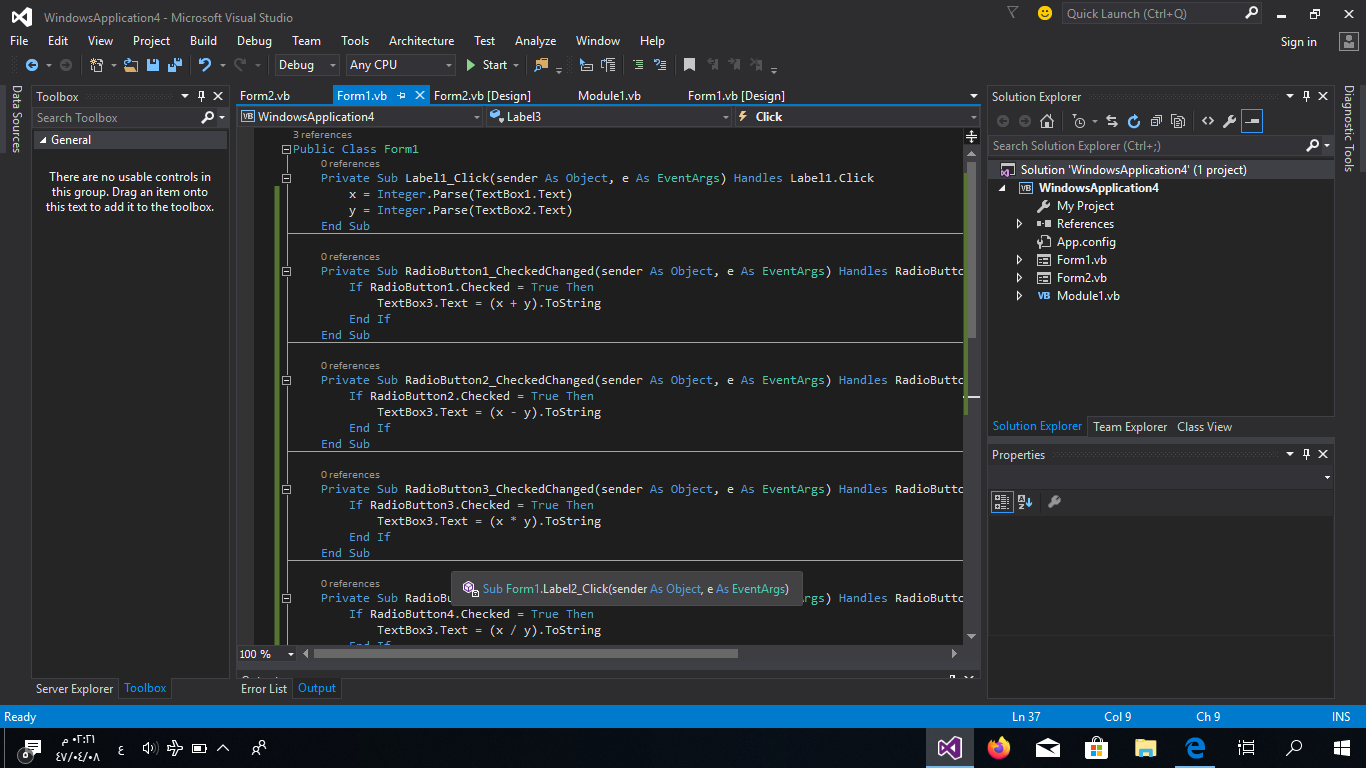 WindowsApplication4 - Microsoft Visual Studio
Quick Launch (Ctrl+Q)
File Edit View Project Build Debug Team Tools Architecture Test Analyze Window Help
Sign in
Debug Any CPU Start
Data Sources
Toolbox
Search Toolbox
General
There are no usable controls in
this group. Drag an item onto
this text to add it to the toolbox.
Server Explorer Toolbox
Form2.vb Form1.vb Form2.vb [Design] Module1.vb Form1.vb [Design]
WindowsApplication4 Label3 Click
3 references
Public Class Form1
0 references
Private Sub Label1_Click(sender As Object, e As EventArgs) Handles Label1.Click
x = Integer.Parse(TextBox1.Text)
y = Integer.Parse(TextBox2.Text)
End Sub
0 references
Private Sub RadioButton1_CheckedChanged(sender As Object, e As EventArgs) Handles RadioButto
If RadioButton1.Checked = True Then
TextBox3.Text = (x + y).ToString
End If
End Sub
0 references
Private Sub RadioButton2_CheckedChanged(sender As Object, e As EventArgs) Handles RadioButto
If RadioButton2.Checked = True Then
TextBox3.Text = (x - y).ToString
End If
End Sub
0 references
Private Sub RadioButton3_CheckedChanged(sender As Object, e As EventArgs) Handles RadioButto
If RadioButton3.Checked = True Then
TextBox3.Text = (x * y).ToString
End If
End Sub
0 references
Sub Form1.Label2_Click(sender As Object, e As EventArgs)
Private Sub RadioBu rgs) Handles RadioButto
If RadioButton4.Checked = True Then
TextBox3.Text = (x / y).ToString
End If
100 %
Error List Output
Solution Explorer
Search Solution Explorer (Ctrl+;)
Solution 'WindowsApplication4' (1 project)
VB WindowsApplication4
My Project
References
App.config
Form1.vb
Form2.vb
VB Module1.vb
Solution Explorer Team Explorer Class View
Properties
Diagnostic Tools
Ready Ln 37 Col 9 Ch 9 INS
٠٢:٢١ م
٤٧/٠٤/٠٨
ع